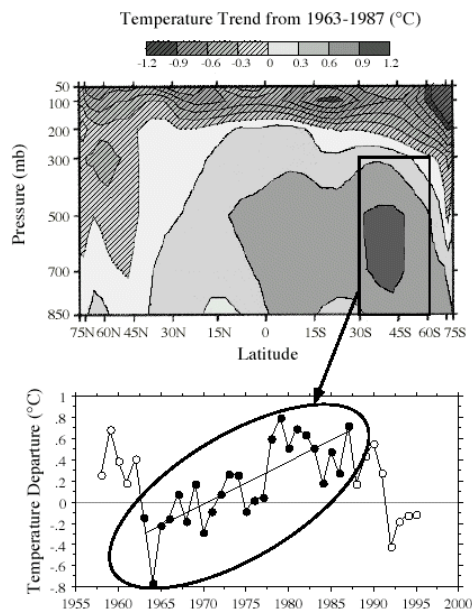 Temperature Trend from 1963-1987 (°C)
-1.2 -0.9 -0.6 -0.3 0 0.3 0.6 0.9 1.2
Pressure (mb)
50
100
200
300
500
700
850
75N 60N 45N 30N 15N 0 15S 30S 45S 60S 75S
Latitude
Temperature Departure (°C)
1
.8
.6
.4
.2
0
-.2
-.4
-.6
-.8
1955 1960 1965 1970 1975 1980 1985 1990 1995 2000